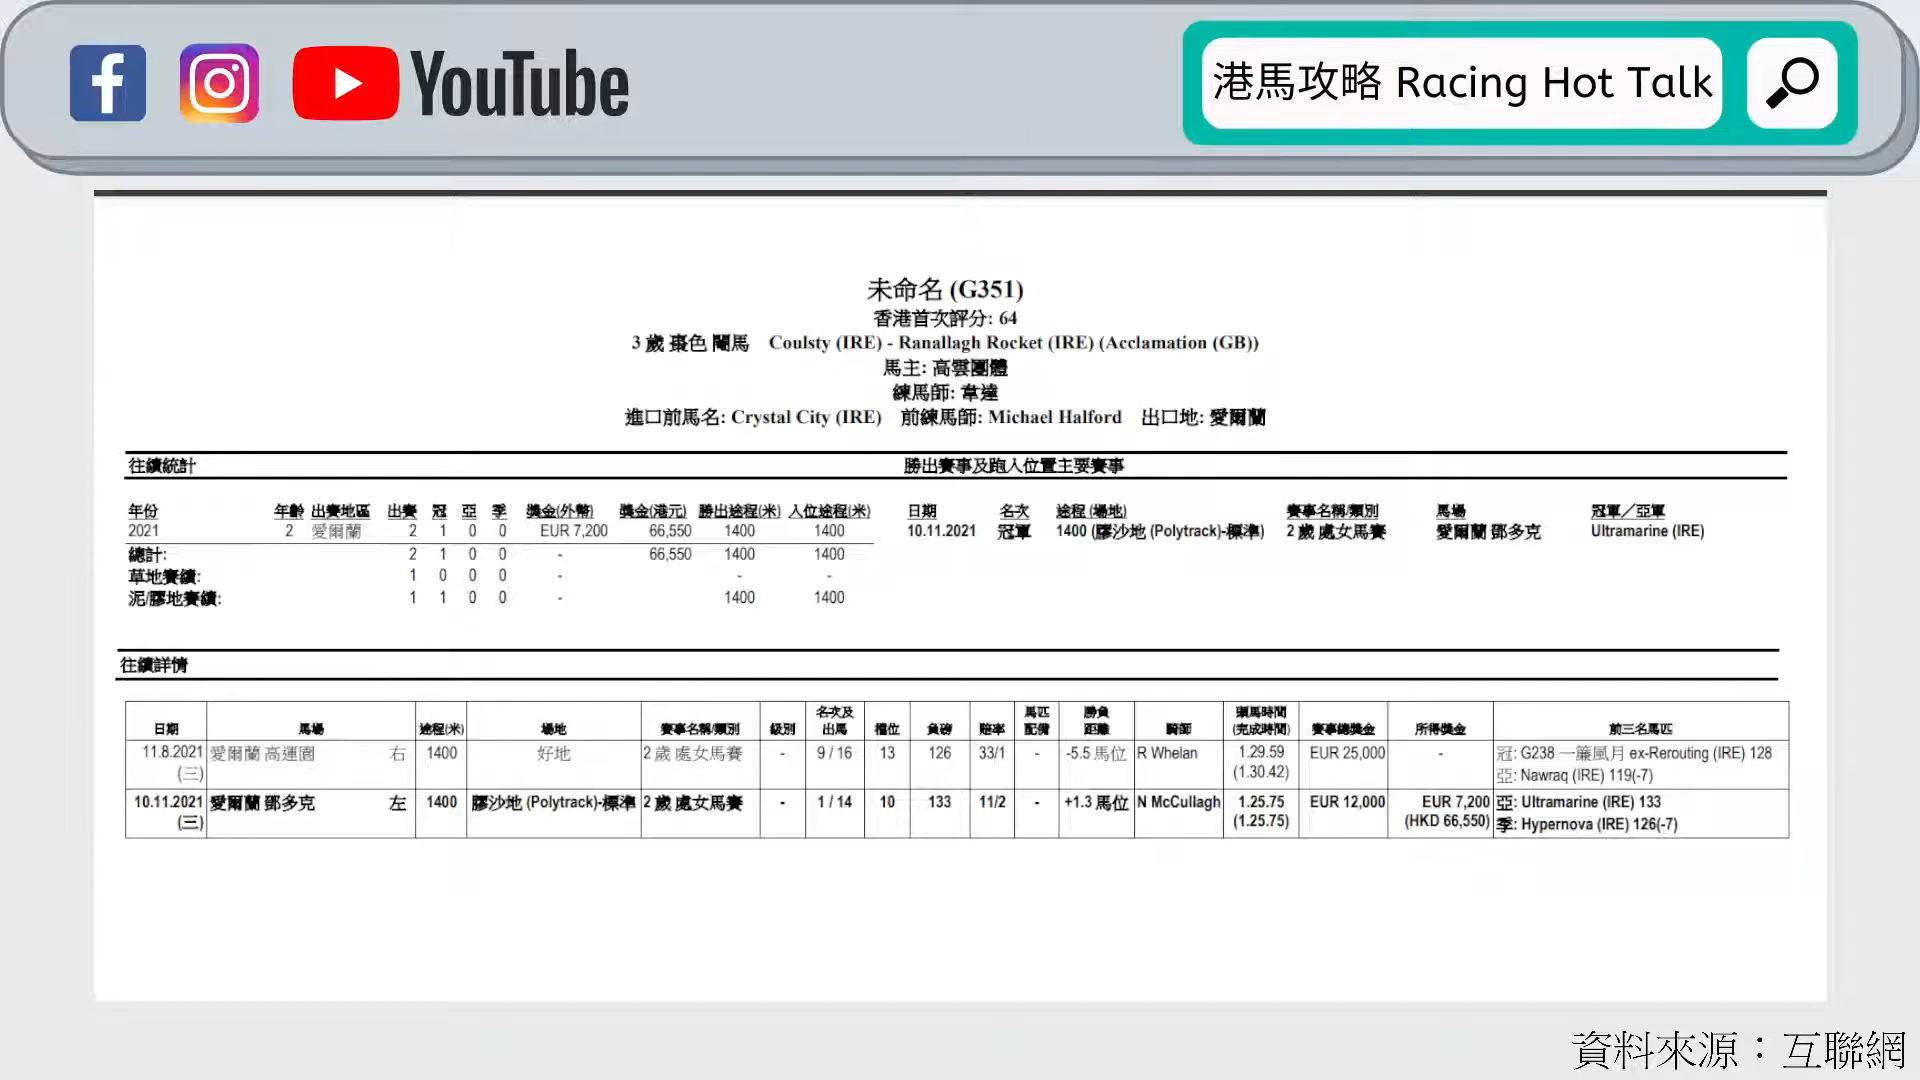 YouTube
港馬攻略 Racing Hot Talk
未命名 (G351)
香港首次評分: 64
3 歲 棗色 閹馬 Coulsty (IRE) - Ranallagh Rocket (IRE) (Acclamation (GB))
馬主: 高雲團體
練馬師: 韋達
進口前馬名: Crystal City (IRE) 前練馬師: Michael Halford 出口地: 愛爾蘭
往績統計 勝出賽事及跑入位置主要賽事
年份 年齡 出賽地區 出賽 冠 亞 季 獎金(外幣) 獎金(港元) 勝出途程(米) 入位途程(米) 日期 名次 途程 (場地) 賽事名稱/類別 馬場 冠軍／亞軍
2021 2 愛爾蘭 2 1 0 0 EUR 7,200 66,550 1400 1400 10.11.2021 冠軍 1400 (膠沙地 (Polytrack)-標準) 2 歲 處女馬賽 愛爾蘭 鄧多克 Ultramarine (IRE)
總計: 2 1 0 0 - 66,550 1400 1400
草地賽績: 1 0 0 0 - - -
泥/膠地賽績: 1 1 0 0 - 1400 1400
往績詳情
日期 馬場 途程(米) 場地 賽事名稱/類別 級別 名次及出馬 檔位 負磅 賠率 馬匹配備 勝負距離 騎師 頭馬時間(完成時間) 賽事總獎金 所得獎金 前三名馬匹
11.8.2021 愛爾蘭 高運園 右 1400 好地 2 歲 處女馬賽 - 9 / 16 13 126 33/1 - -5.5 馬位 R Whelan 1.29.59 EUR 25,000 - 冠: G238 一簾風月 ex-Rerouting (IRE) 128
(三) (1.30.42) 亞: Nawraq (IRE) 119(-7)
10.11.2021 愛爾蘭 鄧多克 左 1400 膠沙地 (Polytrack)-標準 2 歲 處女馬賽 - 1 / 14 10 133 11/2 - +1.3 馬位 N McCullagh 1.25.75 EUR 12,000 EUR 7,200 亞: Ultramarine (IRE) 133
(三) (1.25.75) (HKD 66,550) 季: Hypernova (IRE) 126(-7)
資料來源：互聯網